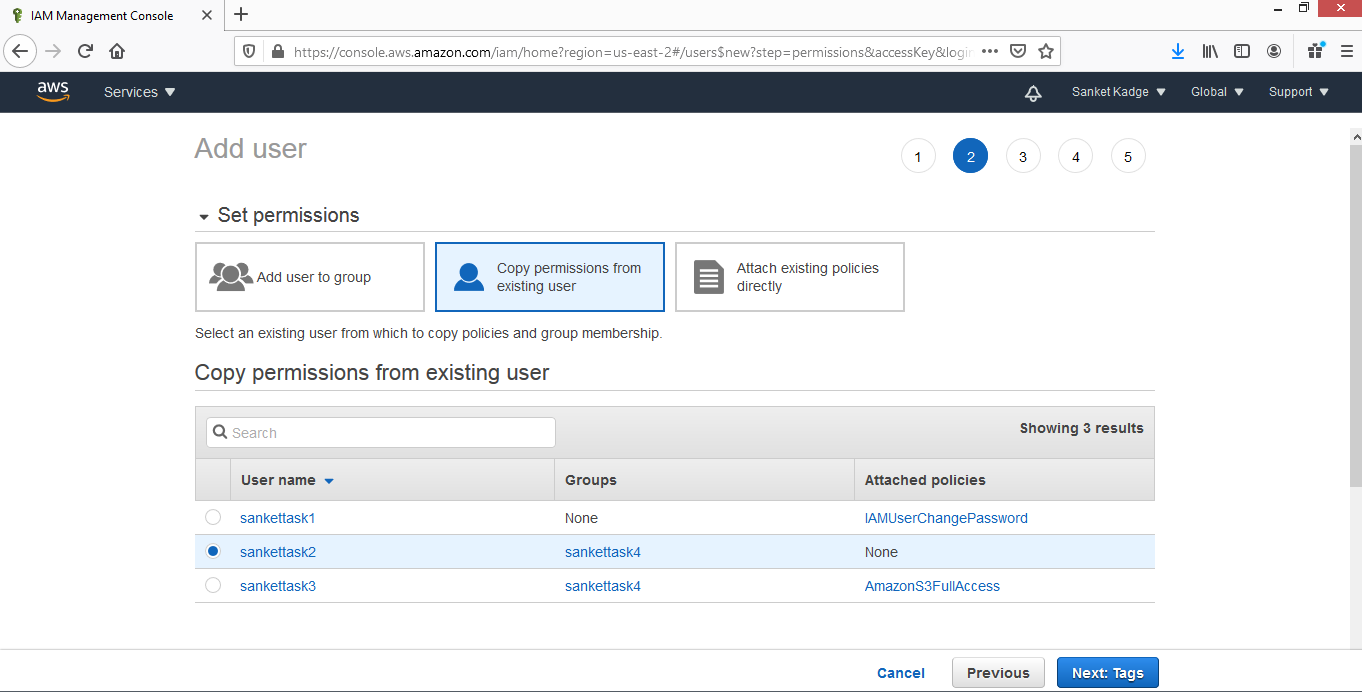 IAM Management Console
https://console.aws.amazon.com/iam/home?region=us-east-2#/users$new?step=permissions&accessKey&login
aws Services Sanket Kadge Global Support
Add user 1 2 3 4 5
Set permissions
Add user to group
Copy permissions from
existing user
Attach existing policies
directly
Select an existing user from which to copy policies and group membership.
Copy permissions from existing user
Search Showing 3 results
User name Groups Attached policies
sankettask1 None IAMUserChangePassword
sankettask2 sankettask4 None
sankettask3 sankettask4 AmazonS3FullAccess
Cancel Previous Next: Tags